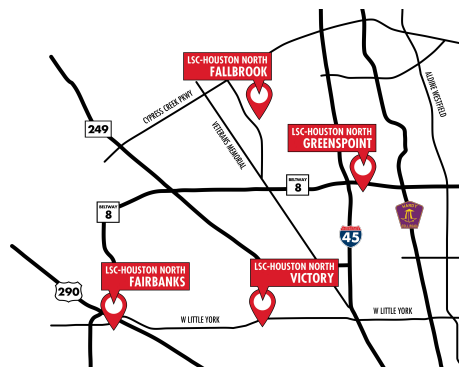 LSC-HOUSTON NORTH
FALLBROOK
CYPRESS CREEK PKWY
ALDINE WESTFIELD
249
VETERANS MEMORIAL
LSC-HOUSTON NORTH
GREENSPOINT
BELTWAY
8
BELTWAY
8
HARDY
45
LSC-HOUSTON NORTH
FAIRBANKS
LSC-HOUSTON NORTH
VICTORY
290
W LITTLE YORK
W LITTLE YORK